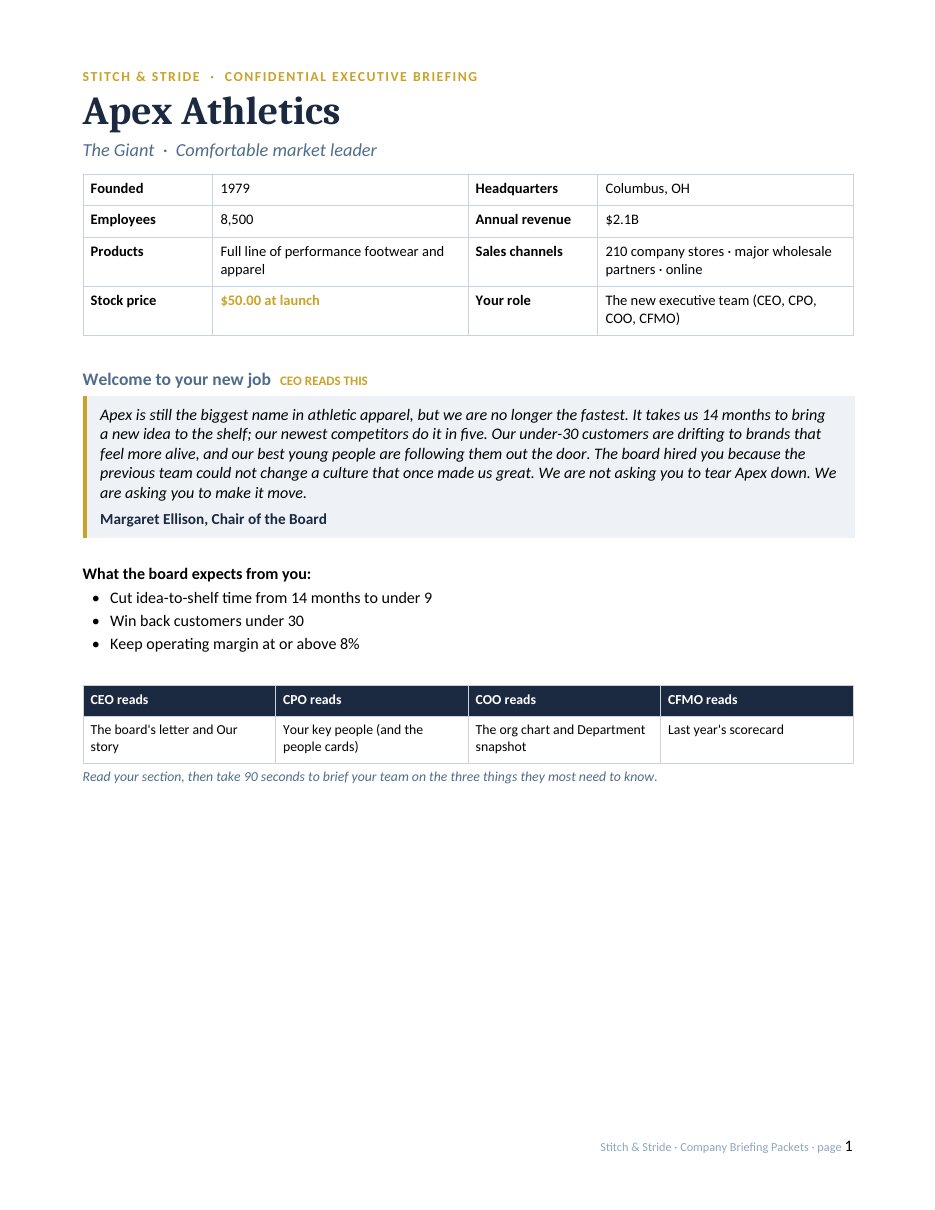 STITCH & STRIDE · CONFIDENTIAL EXECUTIVE BRIEFING
Apex Athletics
The Giant · Comfortable market leader
Founded 1979 Headquarters Columbus, OH
Employees 8,500 Annual revenue $2.1B
Products Full line of performance footwear and apparel Sales channels 210 company stores · major wholesale partners · online
Stock price $50.00 at launch Your role The new executive team (CEO, CPO, COO, CFMO)
Welcome to your new job CEO READS THIS
Apex is still the biggest name in athletic apparel, but we are no longer the fastest. It takes us 14 months to bring
a new idea to the shelf; our newest competitors do it in five. Our under-30 customers are drifting to brands that
feel more alive, and our best young people are following them out the door. The board hired you because the
previous team could not change a culture that once made us great. We are not asking you to tear Apex down. We
are asking you to make it move.
Margaret Ellison, Chair of the Board
What the board expects from you:
• Cut idea-to-shelf time from 14 months to under 9
• Win back customers under 30
• Keep operating margin at or above 8%
CEO reads CPO reads COO reads CFMO reads
The board's letter and Our story Your key people (and the people cards) The org chart and Department snapshot Last year's scorecard
Read your section, then take 90 seconds to brief your team on the three things they most need to know.
Stitch & Stride · Company Briefing Packets · page 1